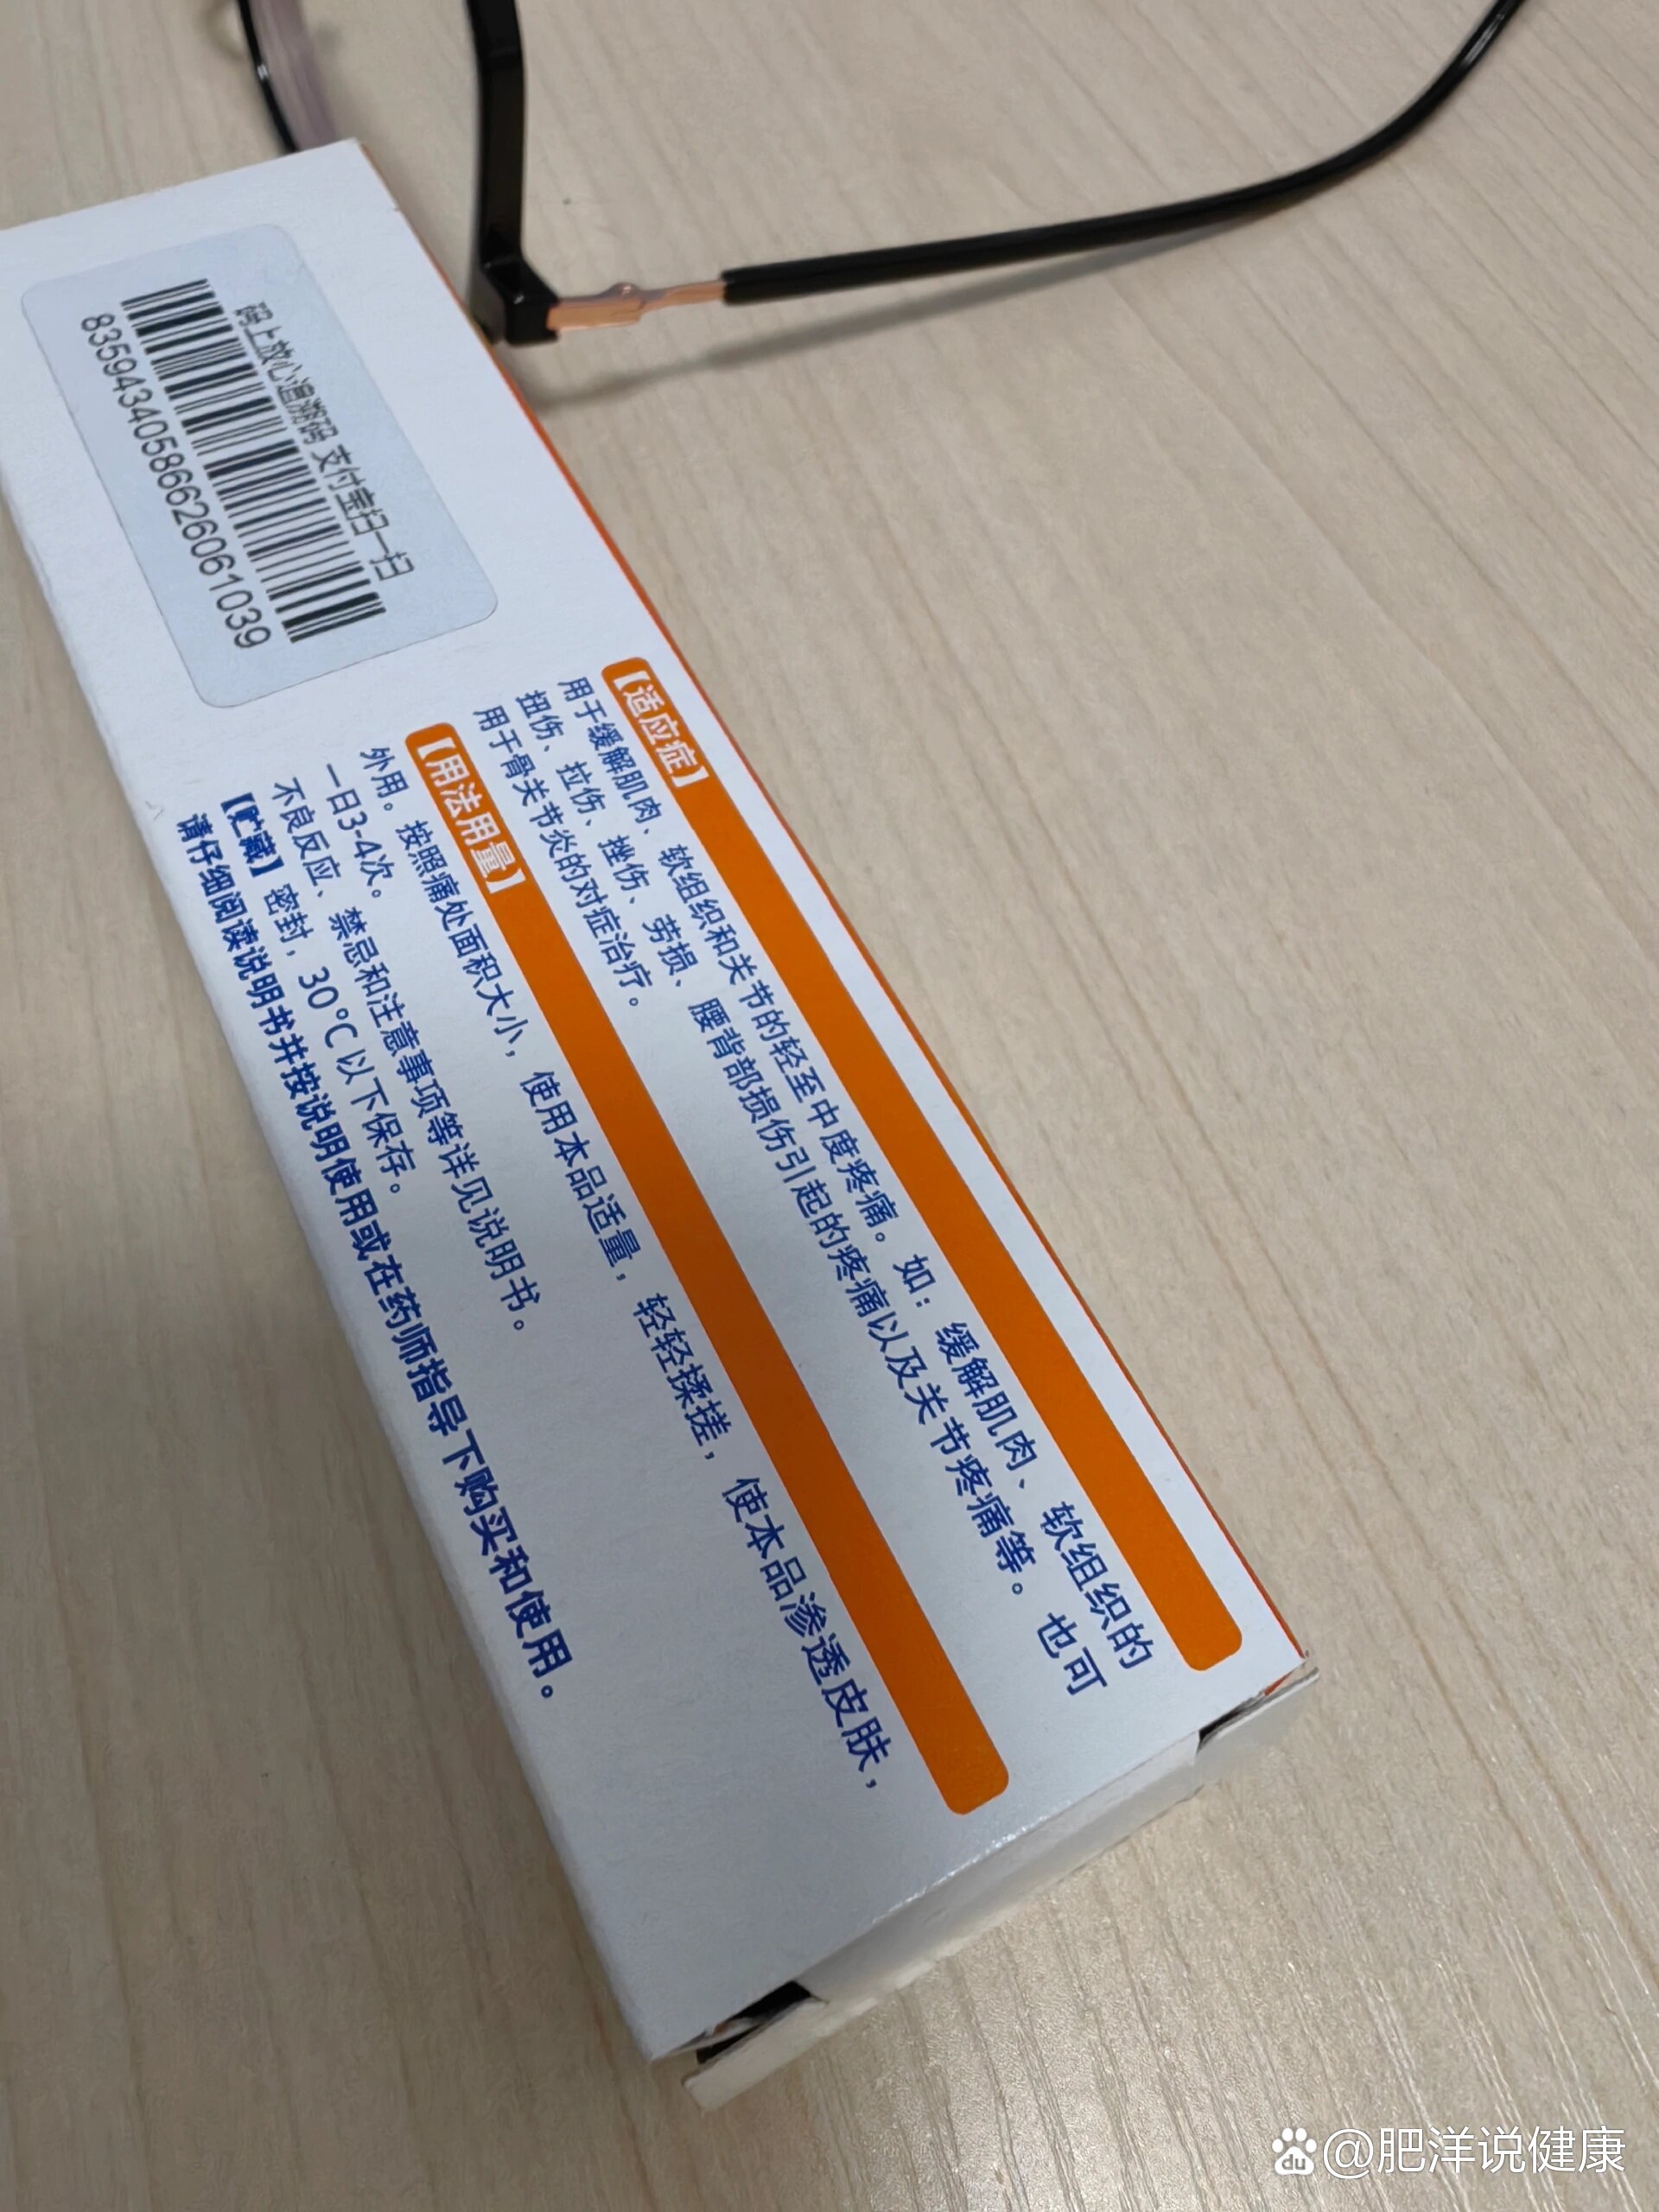 码上放心追溯码 支付宝扫一扫
83594340586626061039
【适应症】
用于缓解肌肉、软组织和关节的轻至中度疼痛。如：缓解肌肉、软组织的
扭伤、拉伤、挫伤、劳损、腰背部损伤引起的疼痛以及关节疼痛等。也可
用于骨关节炎的对症治疗。
【用法用量】
外用。按照痛处面积大小，使用本品适量，轻轻揉搓，使本品渗透皮肤，
一日3-4次。
不良反应、禁忌和注意事项等详见说明书。
【贮藏】密封，30℃以下保存。
请仔细阅读说明书并按说明使用或在药师指导下购买和使用。
du @肥洋说健康